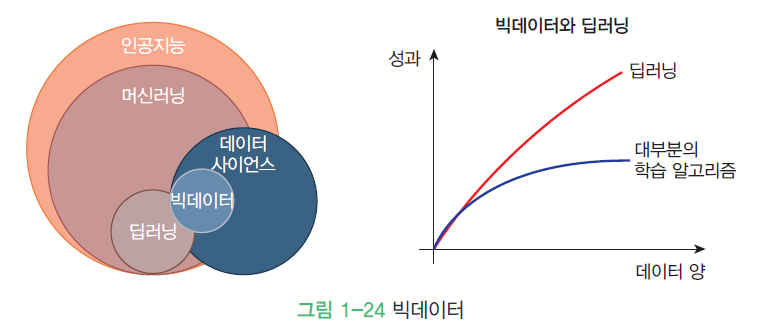 인공지능
머신러닝
데이터
사이언스
빅데이터
딥러닝
빅데이터와 딥러닝
성과
딥러닝
대부분의
학습 알고리즘
데이터 양
그림 1-24 빅데이터